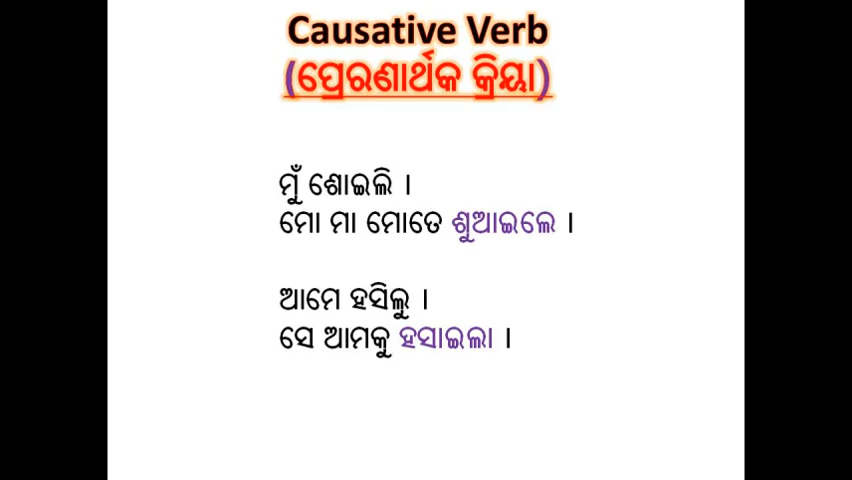 Causative Verb
(ପ୍ରେରଣାର୍ଥକ କ୍ରିୟା)
ମୁଁ ଶୋଇଲି ।
ମୋ ମା ମୋତେ ଶୁଆଇଲେ ।
ଆମେ ହସିଲୁ ।
ସେ ଆମକୁ ହସାଇଲା ।